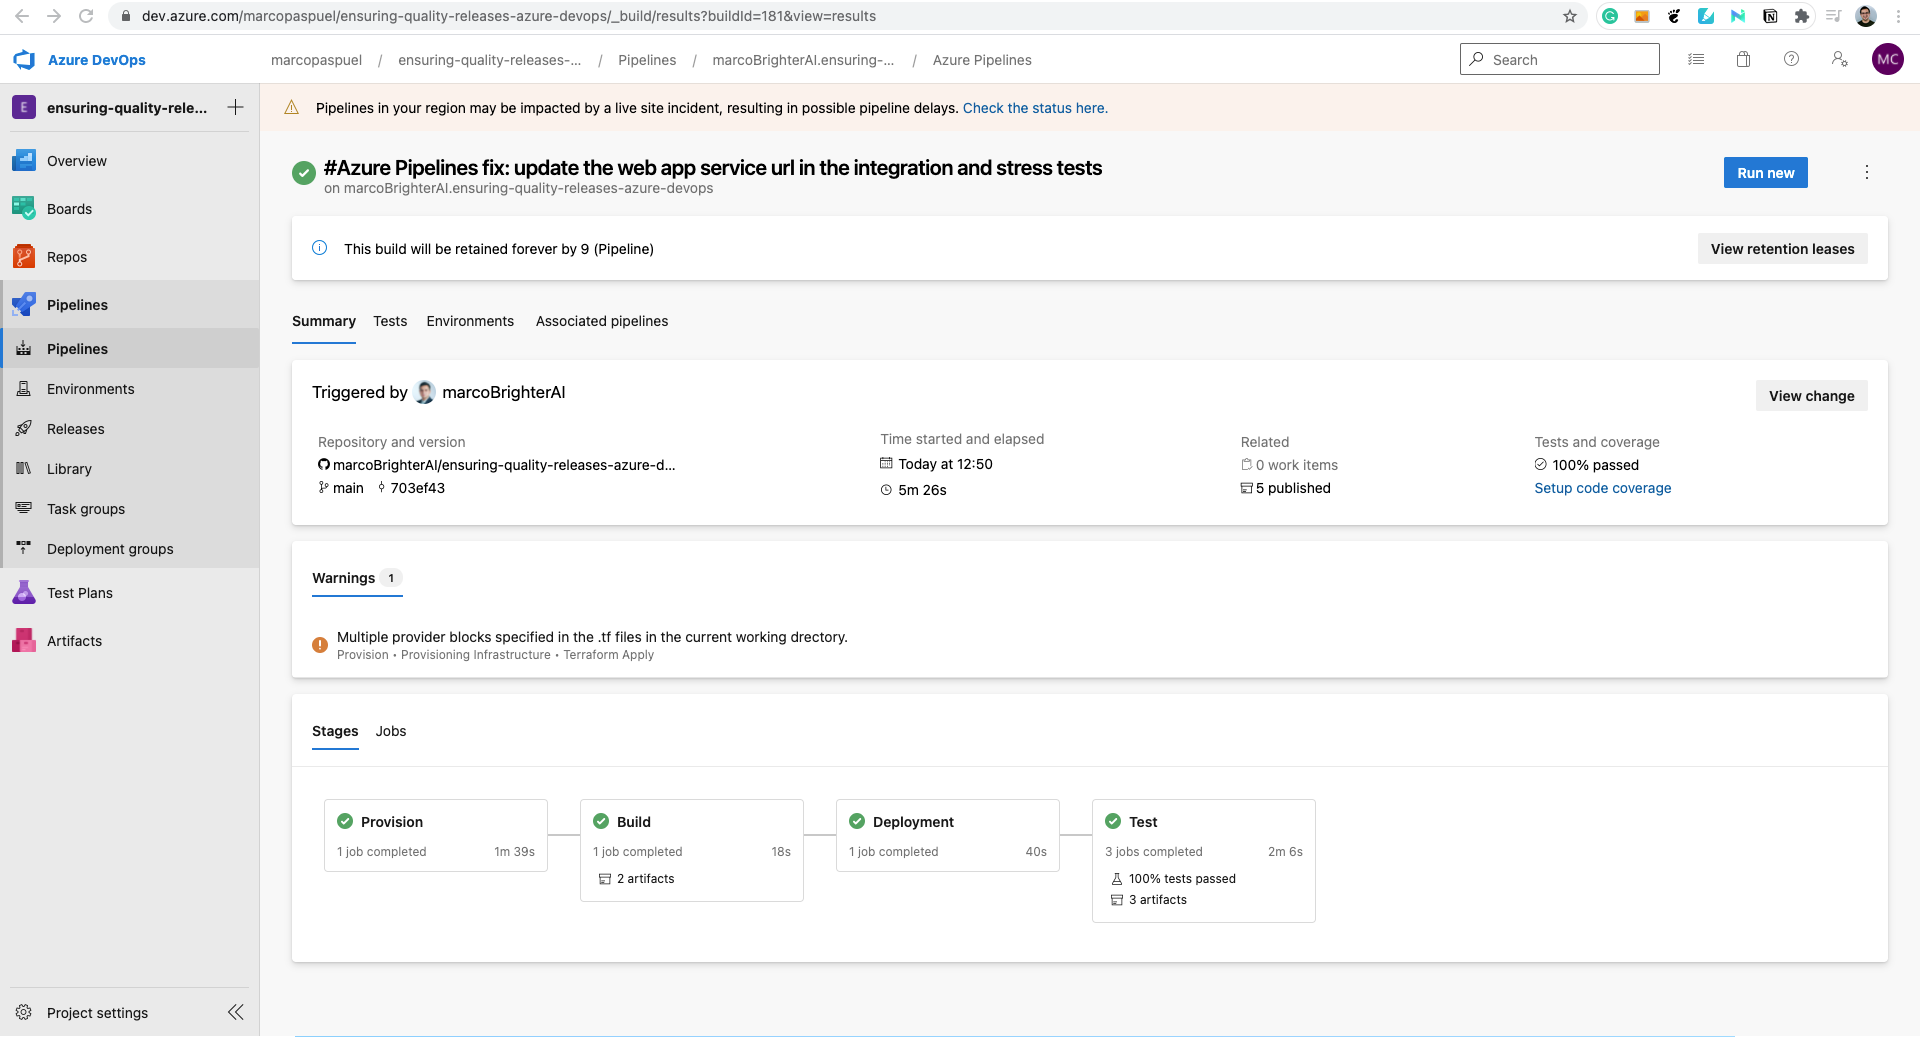 dev.azure.com/marcopaspuel/ensuring-quality-releases-azure-devops/_build/results?buildId=181&view=results
Azure DevOps
marcopaspuel / ensuring-quality-releases-... / Pipelines / marcoBrighterAI.ensuring-... / Azure Pipelines
Search
MC
E
ensuring-quality-rele...
Pipelines in your region may be impacted by a live site incident, resulting in possible pipeline delays. Check the status here.
Overview
Boards
Repos
Pipelines
Pipelines
Environments
Releases
Library
Task groups
Deployment groups
Test Plans
Artifacts
Project settings
#Azure Pipelines fix: update the web app service url in the integration and stress tests
on marcoBrighterAI.ensuring-quality-releases-azure-devops
Run new
This build will be retained forever by 9 (Pipeline)
View retention leases
Summary Tests Environments Associated pipelines
Triggered by marcoBrighterAI
View change
Repository and version
marcoBrighterAI/ensuring-quality-releases-azure-d...
main 703ef43
Time started and elapsed
Today at 12:50
5m 26s
Related
0 work items
5 published
Tests and coverage
100% passed
Setup code coverage
Warnings 1
Multiple provider blocks specified in the .tf files in the current working drectory.
Provision • Provisioning Infrastructure • Terraform Apply
Stages Jobs
Provision
1 job completed 1m 39s
Build
1 job completed 18s
2 artifacts
Deployment
1 job completed 40s
Test
3 jobs completed 2m 6s
100% tests passed
3 artifacts